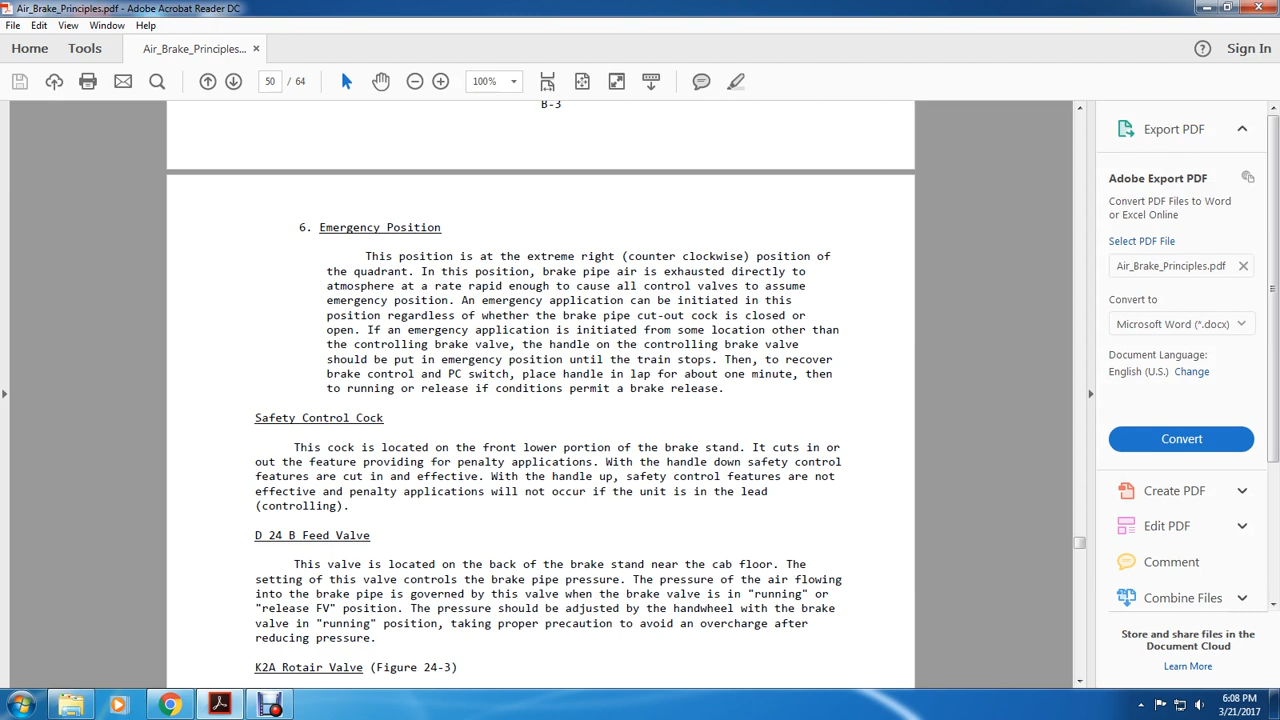 Air_Brake_Principles.pdf - Adobe Acrobat Reader DC
File Edit View Window Help
Home Tools Air_Brake_Principles... × Sign In
50 / 64 100%
B-3
6. Emergency Position
This position is at the extreme right (counter clockwise) position of
the quadrant. In this position, brake pipe air is exhausted directly to
atmosphere at a rate rapid enough to cause all control valves to assume
emergency position. An emergency application can be initiated in this
position regardless of whether the brake pipe cut-out cock is closed or
open. If an emergency application is initiated from some location other than
the controlling brake valve, the handle on the controlling brake valve
should be put in emergency position until the train stops. Then, to recover
brake control and PC switch, place handle in lap for about one minute, then
to running or release if conditions permit a brake release.
Safety Control Cock
This cock is located on the front lower portion of the brake stand. It cuts in or
out the feature providing for penalty applications. With the handle down safety control
features are cut in and effective. With the handle up, safety control features are not
effective and penalty applications will not occur if the unit is in the lead
(controlling).
D 24 B Feed Valve
This valve is located on the back of the brake stand near the cab floor. The
setting of this valve controls the brake pipe pressure. The pressure of the air flowing
into the brake pipe is governed by this valve when the brake valve is in "running" or
"release FV" position. The pressure should be adjusted by the handwheel with the brake
valve in "running" position, taking proper precaution to avoid an overcharge after
reducing pressure.
K2A Rotair Valve (Figure 24-3)
Export PDF
Adobe Export PDF
Convert PDF Files to Word
or Excel Online
Select PDF File
Air_Brake_Principles.pdf ×
Convert to
Microsoft Word (*.docx)
Document Language:
English (U.S.) Change
Convert
Create PDF
Edit PDF
Comment
Combine Files
Store and share files in the
Document Cloud
Learn More
6:08 PM
3/21/2017